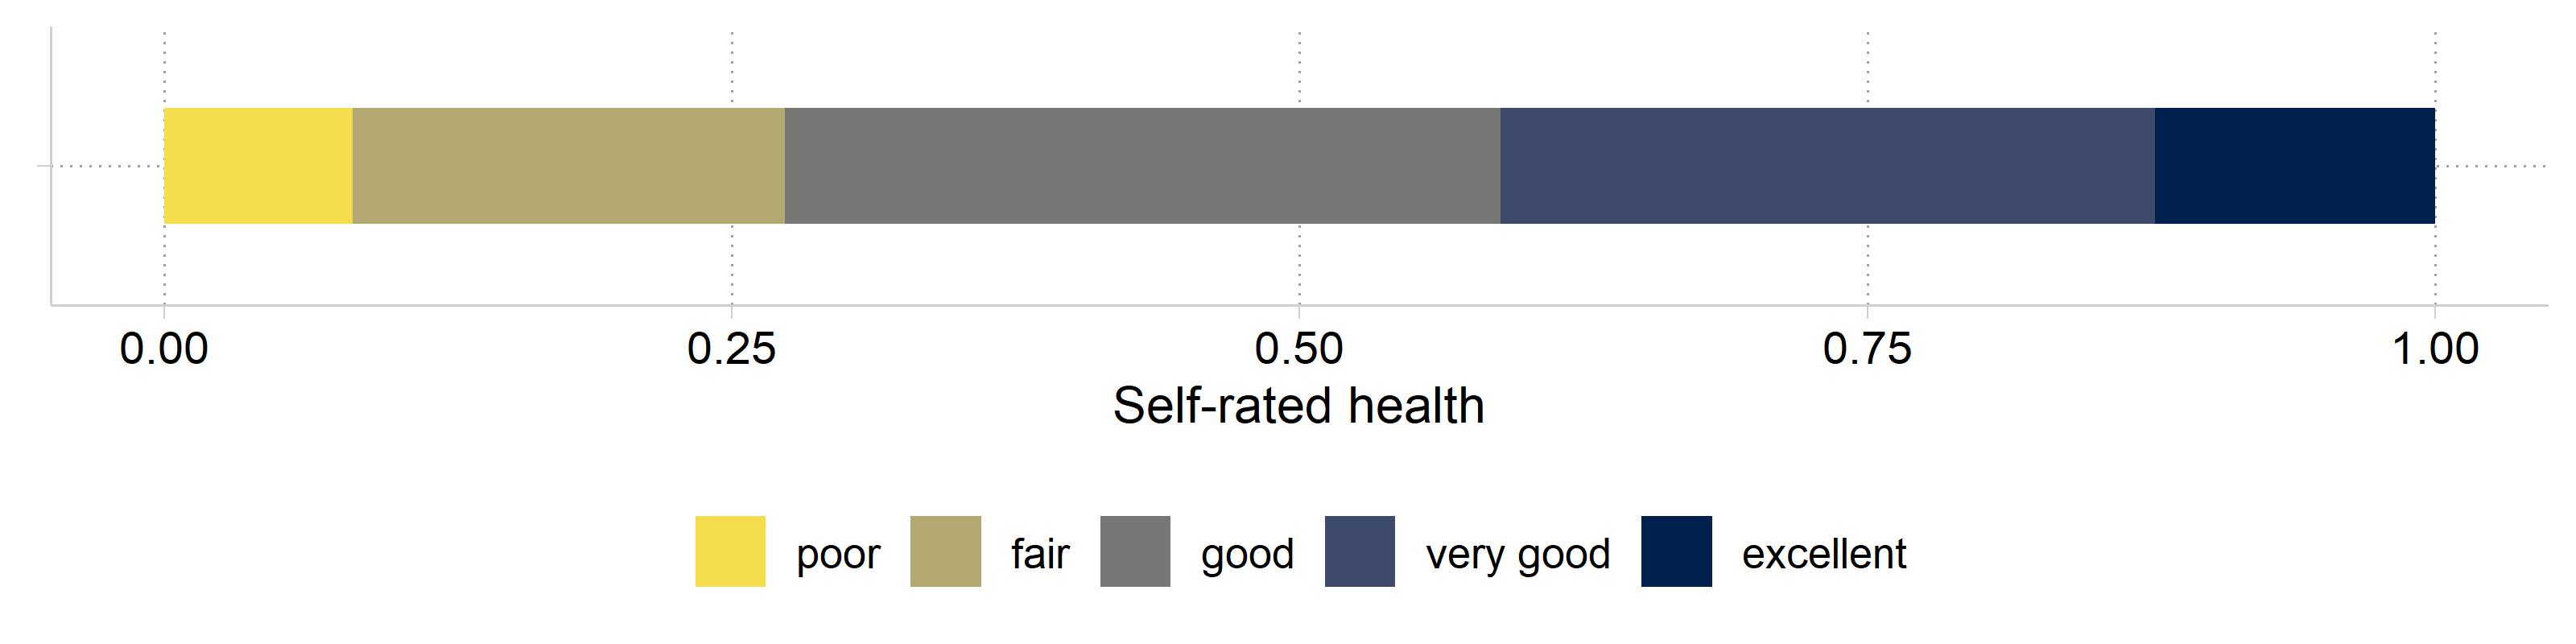 0.00 0.25 0.50 0.75 1.00
Self-rated health
poor fair good very good excellent